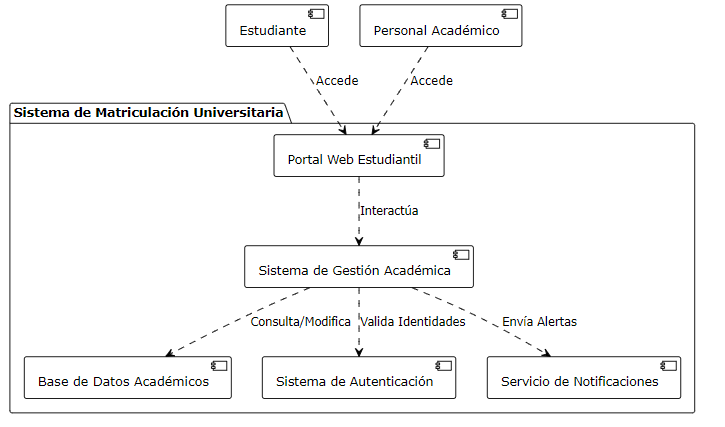 Estudiante
Personal Académico
Accede
Accede
Sistema de Matriculación Universitaria
Portal Web Estudiantil
Interactúa
Sistema de Gestión Académica
Consulta/Modifica
Valida Identidades
Envía Alertas
Base de Datos Académicos
Sistema de Autenticación
Servicio de Notificaciones